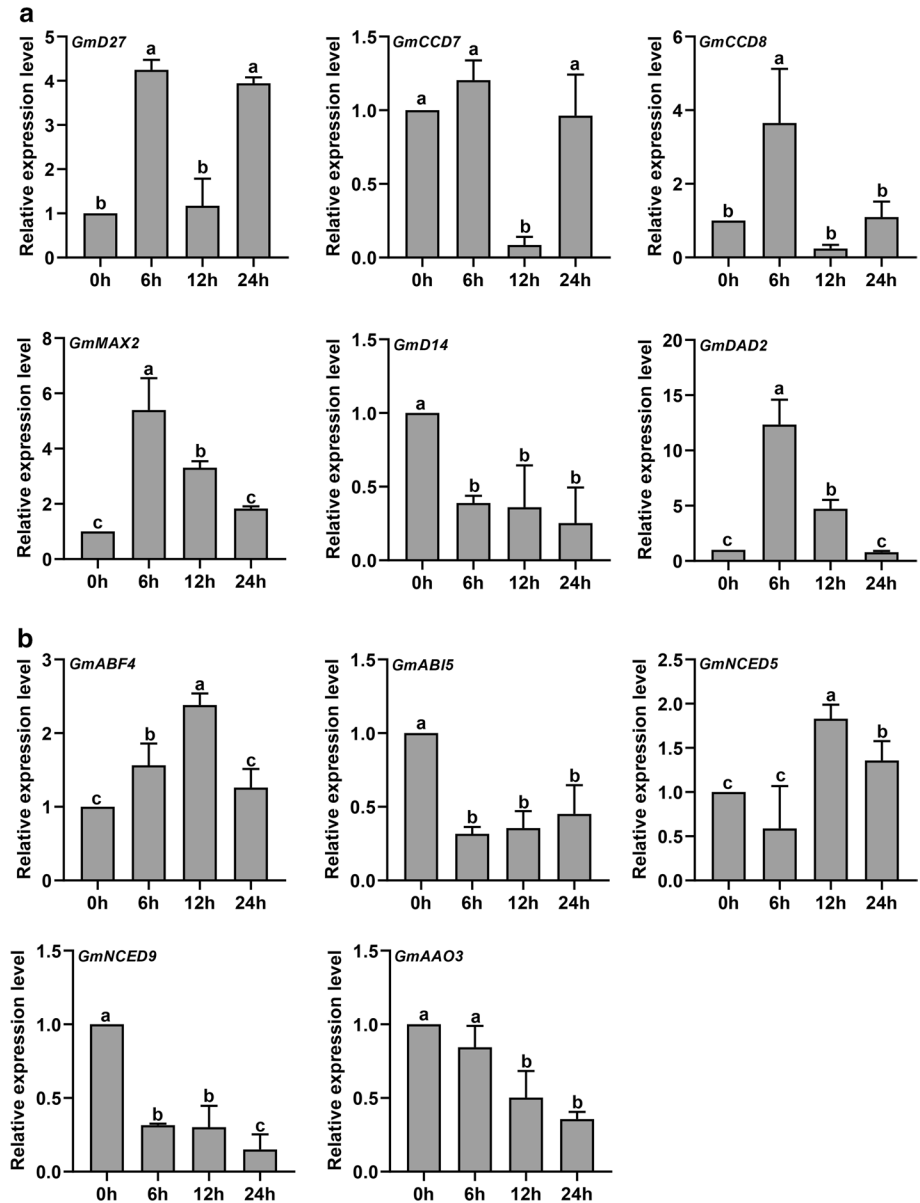 a
GmD27
Relative expression level
5
4
3
2
1
0
b
a
b
a
0h 6h 12h 24h
GmCCD7
Relative expression level
1.5
1.0
0.5
0.0
a
a
b
a
0h 6h 12h 24h
GmCCD8
Relative expression level
6
4
2
0
b
a
b
b
0h 6h 12h 24h
GmMAX2
Relative expression level
8
6
4
2
0
c
a
b
c
0h 6h 12h 24h
GmD14
Relative expression level
1.5
1.0
0.5
0.0
a
b
b
b
0h 6h 12h 24h
GmDAD2
Relative expression level
20
15
10
5
0
c
a
b
c
0h 6h 12h 24h
b
GmABF4
Relative expression level
3
2
1
0
c
b
a
c
0h 6h 12h 24h
GmABI5
Relative expression level
1.5
1.0
0.5
0.0
a
b
b
b
0h 6h 12h 24h
GmNCED5
Relative expression level
2.5
2.0
1.5
1.0
0.5
0.0
c
c
a
b
0h 6h 12h 24h
GmNCED9
Relative expression level
1.5
1.0
0.5
0.0
a
b
b
c
0h 6h 12h 24h
GmAAO3
Relative expression level
1.5
1.0
0.5
0.0
a
a
b
b
0h 6h 12h 24h